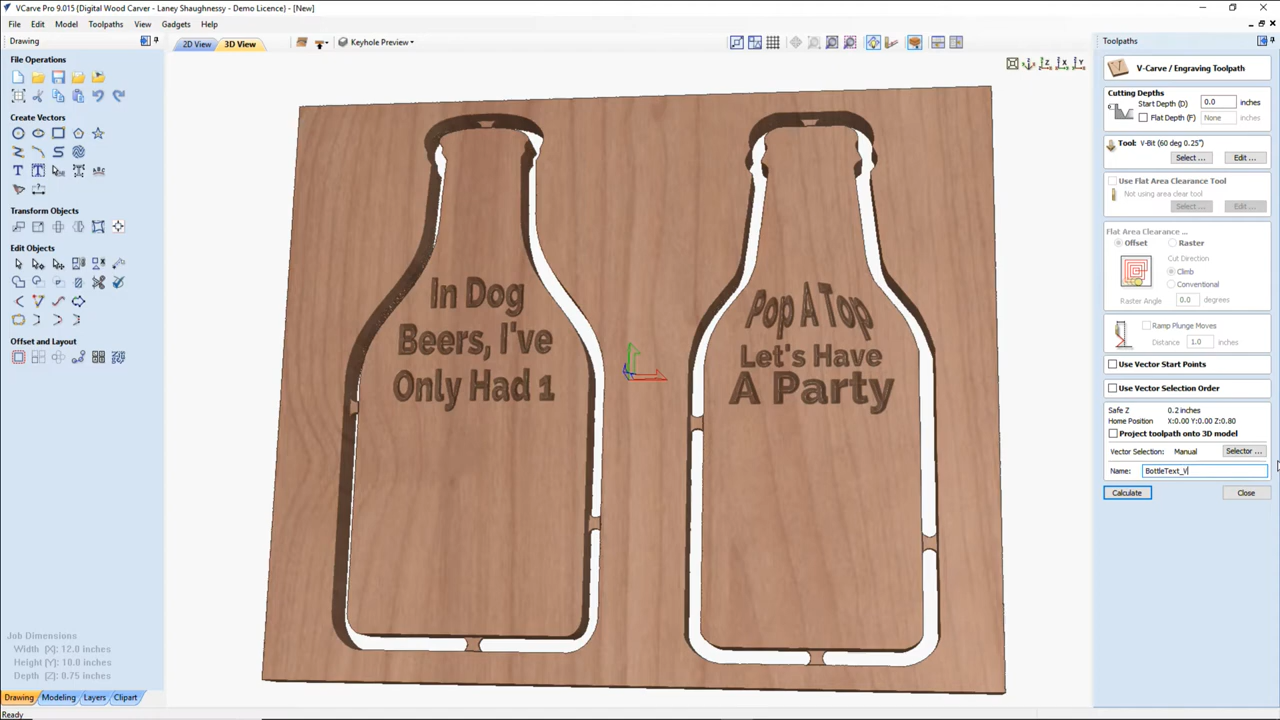 VCarve Pro 9.015 {Digital Wood Carver - Laney Shaughnessy - Demo Licence} - [New]
File Edit Model Toolpaths View Gadgets Help
Drawing
2D View 3D View Keyhole Preview
Toolpaths
File Operations
Create Vectors
Transform Objects
Edit Objects
Offset and Layout
Job Dimensions
Width (X): 12.0 inches
Height (Y): 10.0 inches
Depth (Z): 0.75 inches
Drawing Modeling Layers Clipart
Ready
In Dog
Beers, I've
Only Had 1
Pop A Top
Let's Have
A Party
V-Carve / Engraving Toolpath
Cutting Depths
Start Depth (D) 0.0 inches
Flat Depth (F) None inches
Tool: V-Bit (60 deg 0.25")
Select ... Edit ...
Use Flat Area Clearance Tool
Not using area clear tool
Select ... Edit ...
Flat Area Clearance ...
Offset Raster
Cut Direction
Climb
Conventional
Raster Angle 0.0 degrees
Ramp Plunge Moves
Distance 1.0 inches
Use Vector Start Points
Use Vector Selection Order
Safe Z 0.2 inches
Home Position X:0.00 Y:0.00 Z:0.80
Project toolpath onto 3D model
Vector Selection: Manual Selector ...
Name: BottleText_V
Calculate Close